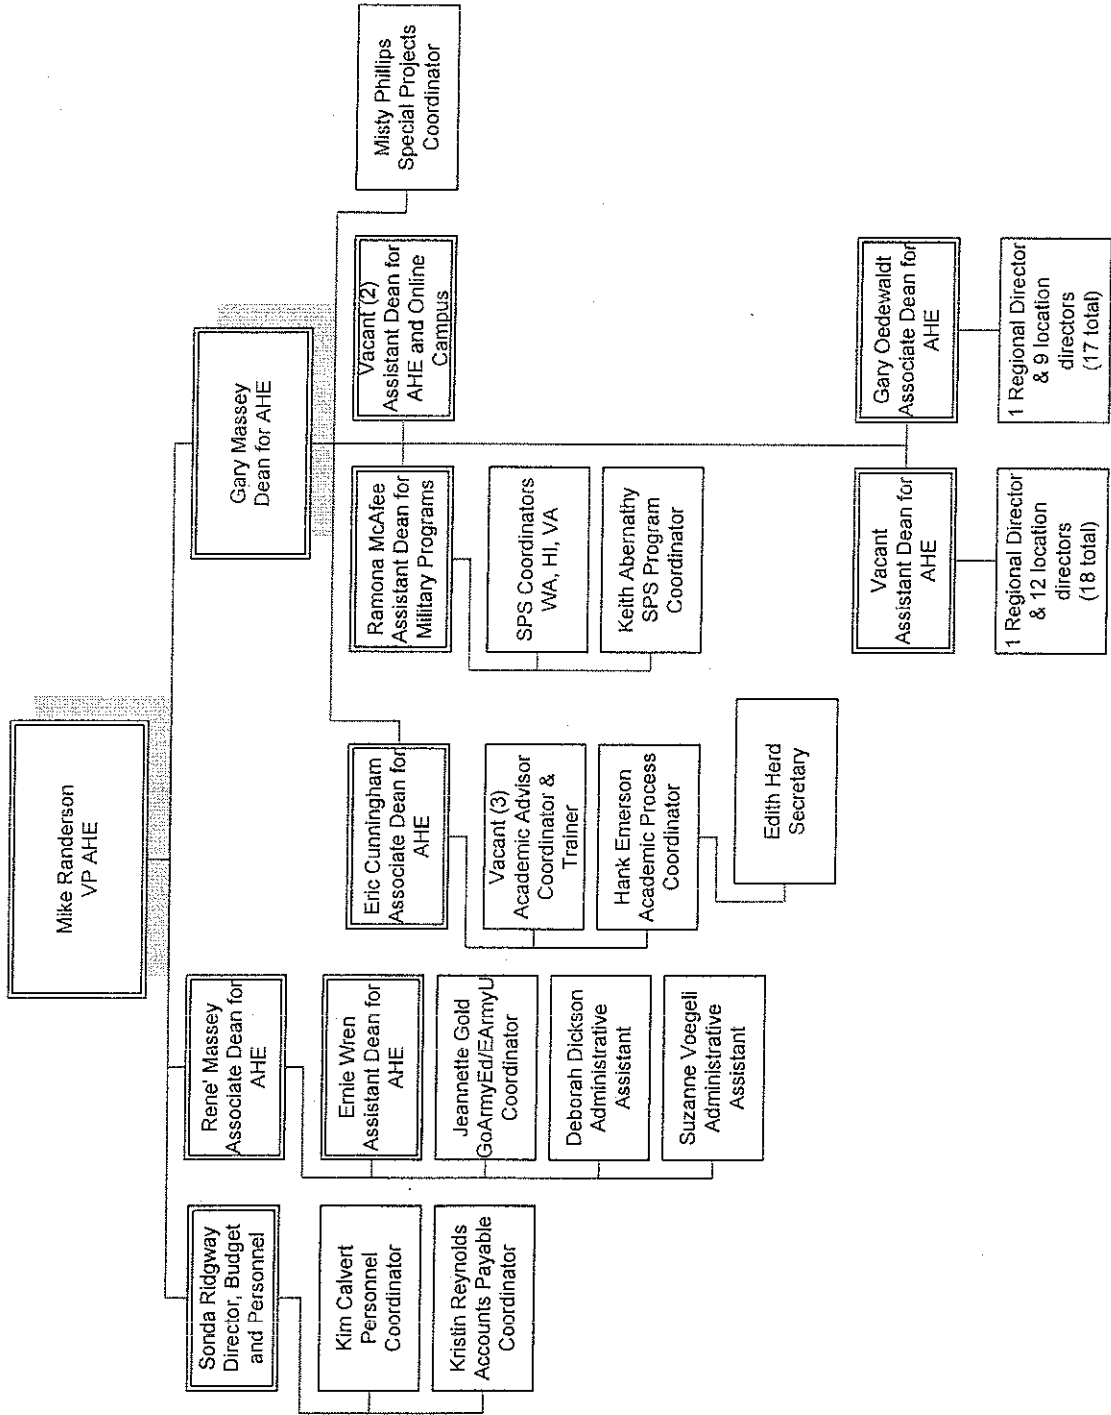 Mike Randerson
VP AHE
Sonda Ridgway
Director, Budget
and Personnel
Kim Calvert
Personnel
Coordinator
Kristin Reynolds
Accounts Payable
Coordinator
Rene' Massey
Associate Dean for
AHE
Ernie Wren
Assistant Dean for
AHE
Jeannette Gold
GoArmyEd/EArmyU
Coordinator
Deborah Dickson
Administrative
Assistant
Suzanne Voegeli
Administrative
Assistant
Gary Massey
Dean for AHE
Eric Cunningham
Associate Dean for
AHE
Vacant (3)
Academic Advisor
Coordinator &
Trainer
Hank Emerson
Academic Process
Coordinator
Edith Herd
Secretary
Ramona McAfee
Assistant Dean for
Military Programs
SPS Coordinators
WA, HI, VA
Keith Abernathy
SPS Program
Coordinator
Vacant (2)
Assistant Dean for
AHE and Online
Campus
Misty Phillips
Special Projects
Coordinator
Vacant
Assistant Dean for
AHE
1 Regional Director
& 12 location
directors
(18 total)
Gary Oedewaldt
Associate Dean for
AHE
1 Regional Director
& 9 location
directors
(17 total)